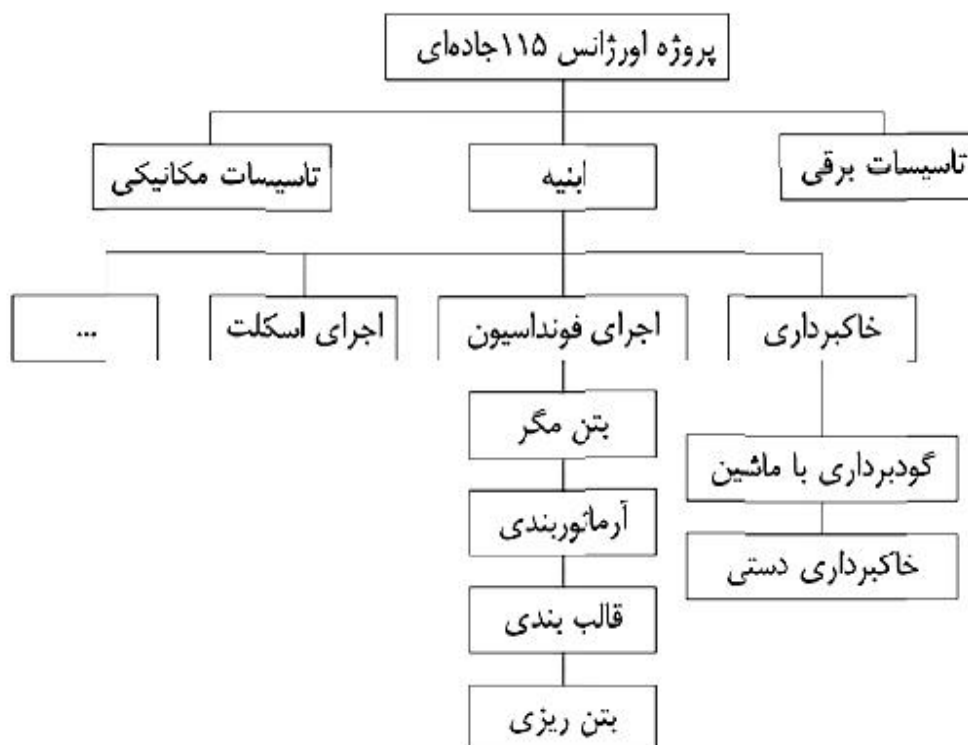 پروژه اورژانس ۱۱۵جاده‌ای
تاسیسات برقی
ابنیه
تاسیسات مکانیکی
خاکبرداری
اجرای فونداسیون
اجرای اسکلت
...
بتن مگر
گودبرداری با ماشین
آرماتوربندی
خاکبرداری دستی
قالب بندی
بتن ریزی